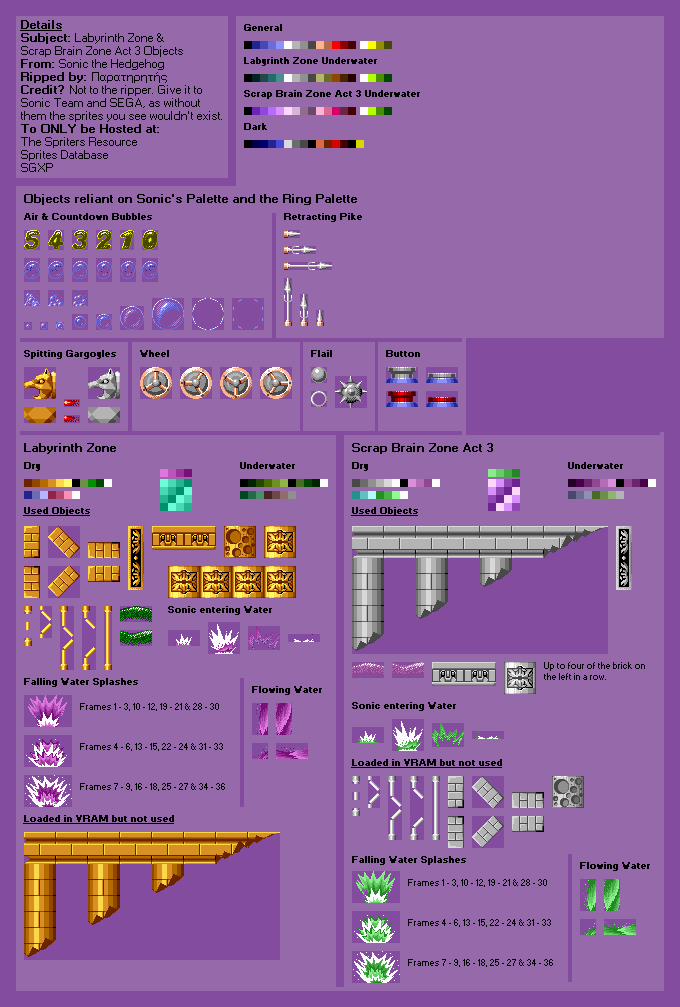 Details
Subject: Labyrinth Zone &
Scrap Brain Zone Act 3 Objects
From: Sonic the Hedgehog
Ripped by: Παρατηρητής
Credit? Not to the ripper. Give it to
Sonic Team and SEGA, as without
them the sprites you see wouldn't exist.
To ONLY be Hosted at:
The Spriters Resource
Sprites Database
SGXP
General
Labyrinth Zone Underwater
Scrap Brain Zone Act 3 Underwater
Dark
Objects reliant on Sonic's Palette and the Ring Palette
Air & Countdown Bubbles
Retracting Pike
5 4 3 2 1 0
Spitting Gargogles
Wheel
Flail
Button
Labyrinth Zone
Dry
Underwater
Used Objects
Sonic entering Water
Falling Water Splashes
Flowing Water
Frames 1 - 3, 10 - 12, 19 - 21 & 28 - 30
Frames 4 - 6, 13 - 15, 22 - 24 & 31 - 33
Frames 7 - 9, 16 - 18, 25 - 27 & 34 - 36
Loaded in VRAM but not used
Scrap Brain Zone Act 3
Dry
Underwater
Used Objects
Up to four of the brick on
the left in a row.
Sonic entering Water
Loaded in VRAM but not used
Falling Water Splashes
Flowing Water
Frames 1 - 3, 10 - 12, 19 - 21 & 28 - 30
Frames 4 - 6, 13 - 15, 22 - 24 & 31 - 33
Frames 7 - 9, 16 - 18, 25 - 27 & 34 - 36